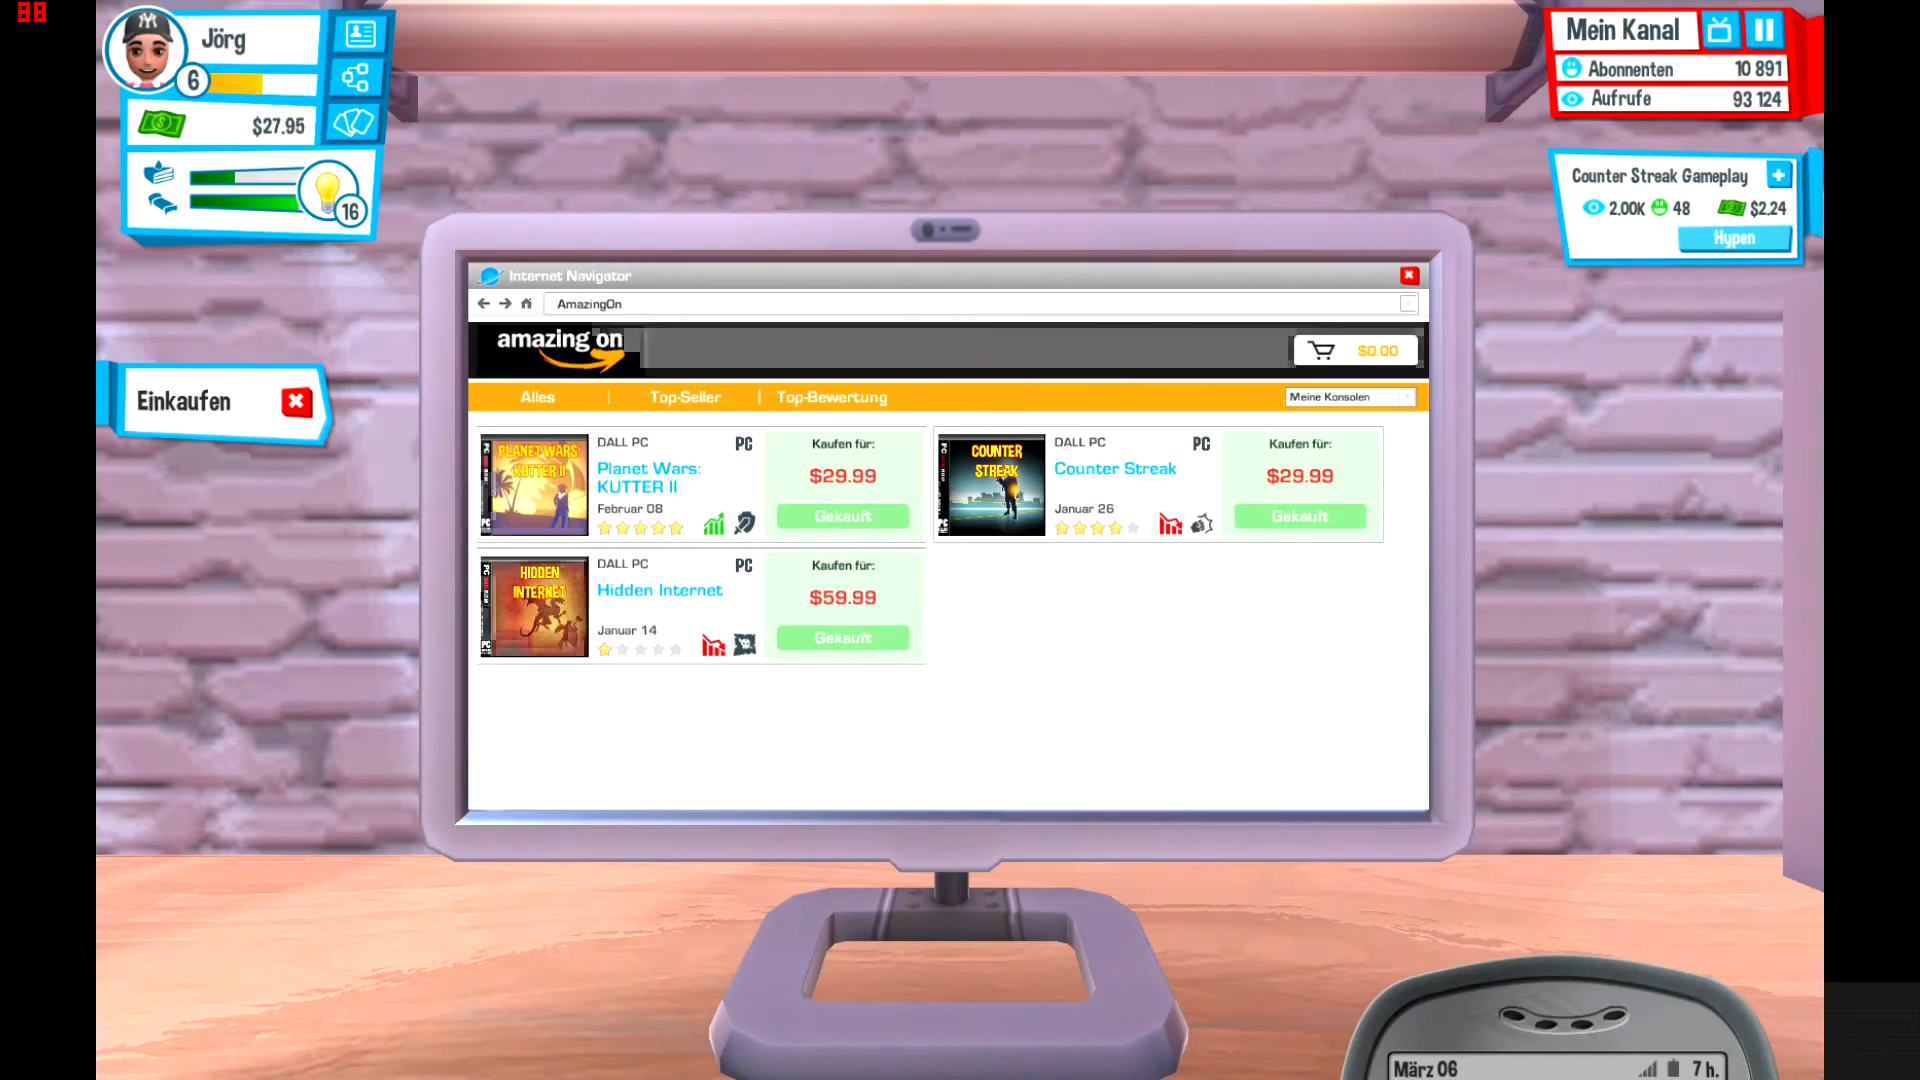 88
Jörg
6
$27.95
16
Mein Kanal
Abonnenten 10 891
Aufrufe 93 124
Counter Streak Gameplay
2.00K 48 $2.24
Hypen
Einkaufen
Internet Navigator
AmazingOn
amazing on
$0.00
Alles | Top-Seller | Top-Bewertung
Meine Konsolen
PLANET WARS:
KUTTER II
PC
DALL PC PC
Planet Wars:
KUTTER II
Februar 08
Kaufen für:
$29.99
Gekauft
COUNTER
STREAK
PC
DALL PC PC
Counter Streak
Januar 26
Kaufen für:
$29.99
Gekauft
HIDDEN
INTERNET
PC
DALL PC PC
Hidden Internet
Januar 14
Kaufen für:
$59.99
Gekauft
März 06 7 h.